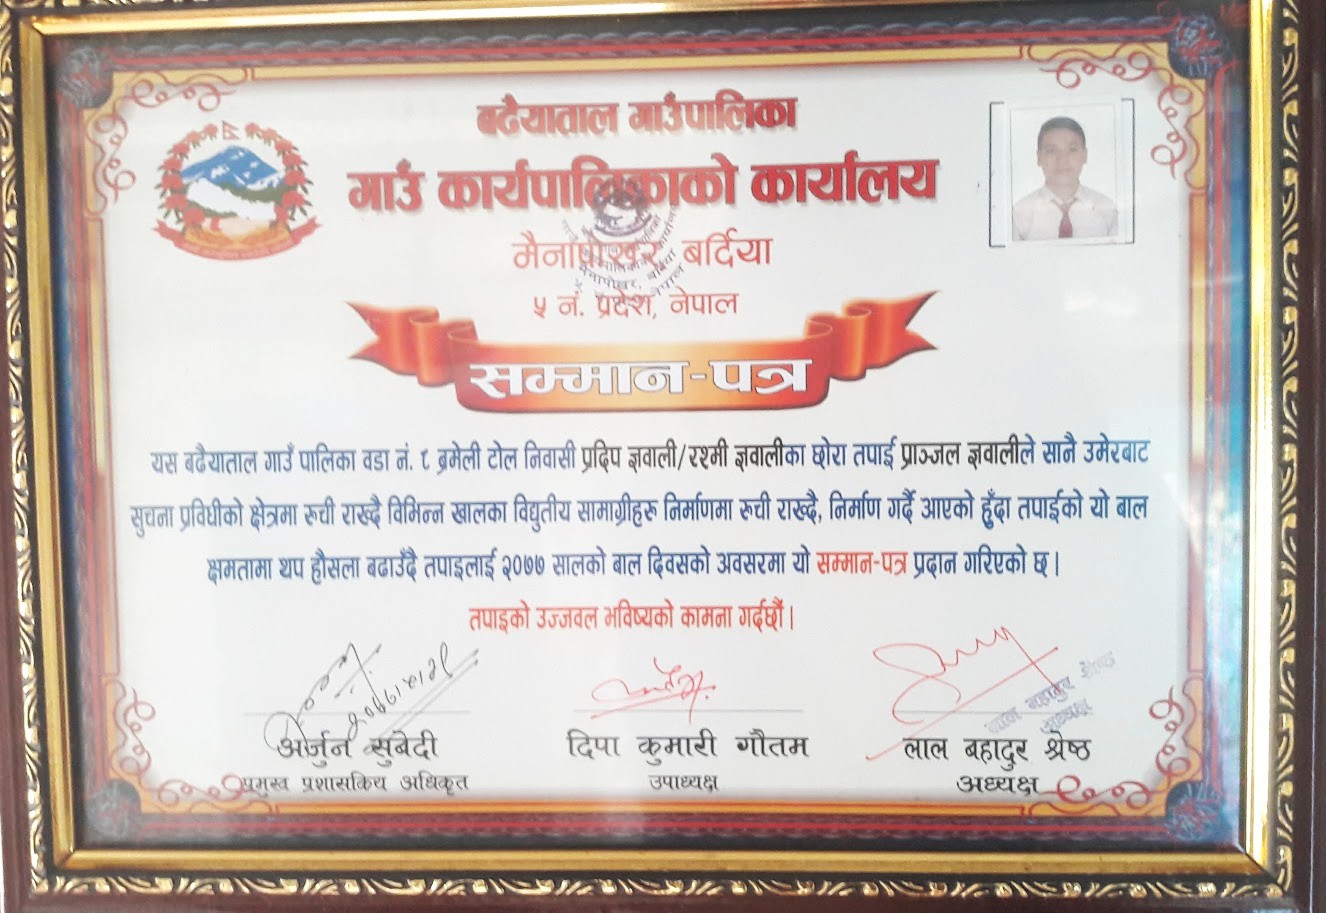 बढैयाताल गाउँपालिका
गाउँ कार्यपालिकाको कार्यालय
मैनापोखर बर्दिया
५ नं. प्रदेश, नेपाल
सम्मान-पत्र
यस बढैयाताल गाउँ पालिका वडा नं. ८ ब्रमेली टोल निवासी प्रदिप ज्ञवाली/रश्मी ज्ञवालीका छोरा तपाई प्राञ्जल ज्ञवालीले सानै उमेरबाट
सुचना प्रविधीको क्षेत्रमा रुची राख्दै विभिन्न खालका विद्युतीय सामाग्रीहरु निर्माणमा रुची राख्दै, निर्माण गर्दै आएको हुँदा तपाईको यो बाल
क्षमतामा थप हौसला बढाउँदै तपाइलाई २०७७ सालको बाल दिवसको अवसरमा यो सम्मान-पत्र प्रदान गरिएको छ।
तपाइको उज्जवल भविष्यको कामना गर्दछौं।
लाल बहादुर श्रेष्ठ
अध्यक्ष
अर्जुन सुबेदी दिपा कुमारी गौतम लाल बहादुर श्रेष्ठ
प्रमुख प्रशासकिय अधिकृत उपाध्यक्ष अध्यक्ष